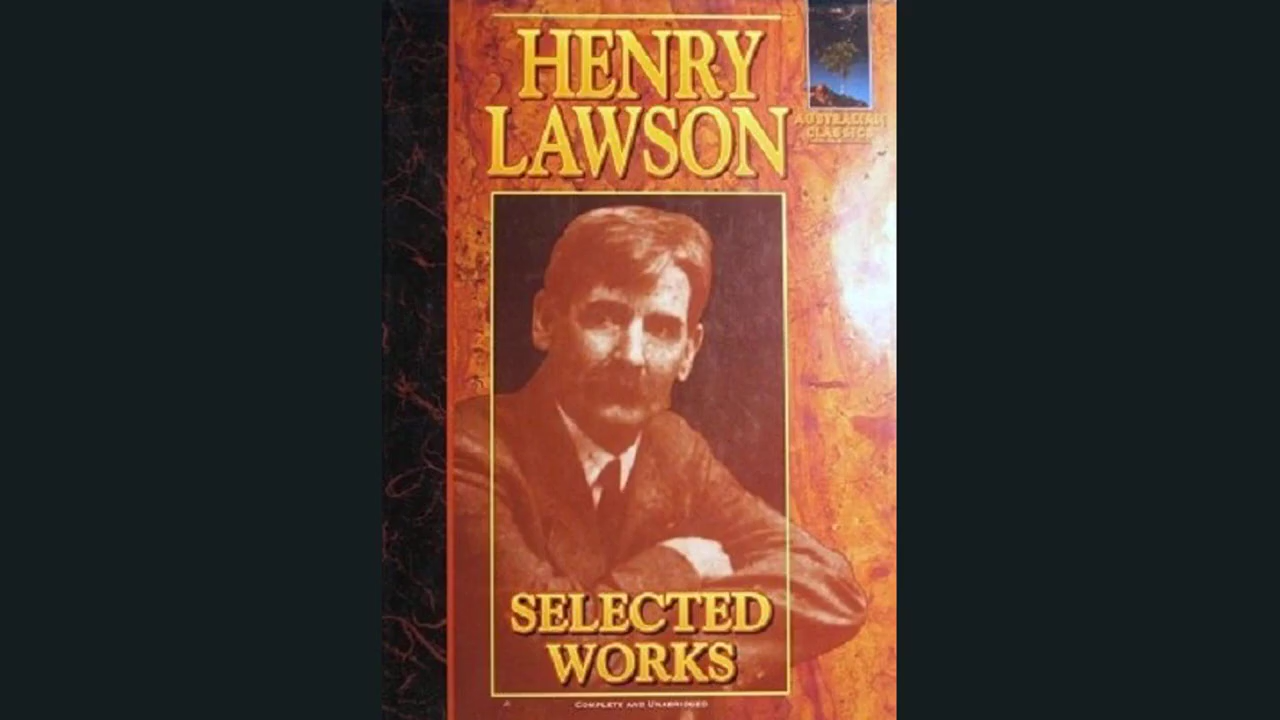 HENRY
LAWSON
AUSTRALIAN
CLASSICS
SELECTED
WORKS
COMPLETE AND UNABRIDGED